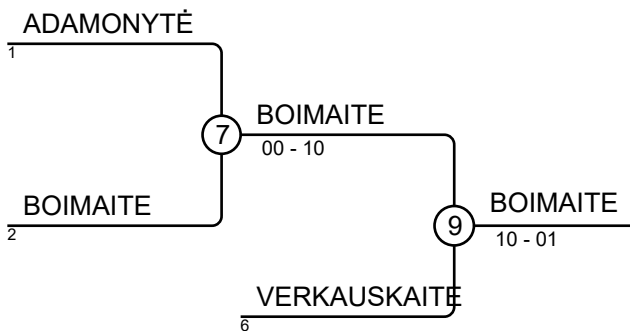 ADAMONYTĖ
1
7
BOIMAITE
00 - 10
BOIMAITE
2
9
BOIMAITE
10 - 01
VERKAUSKAITE
6